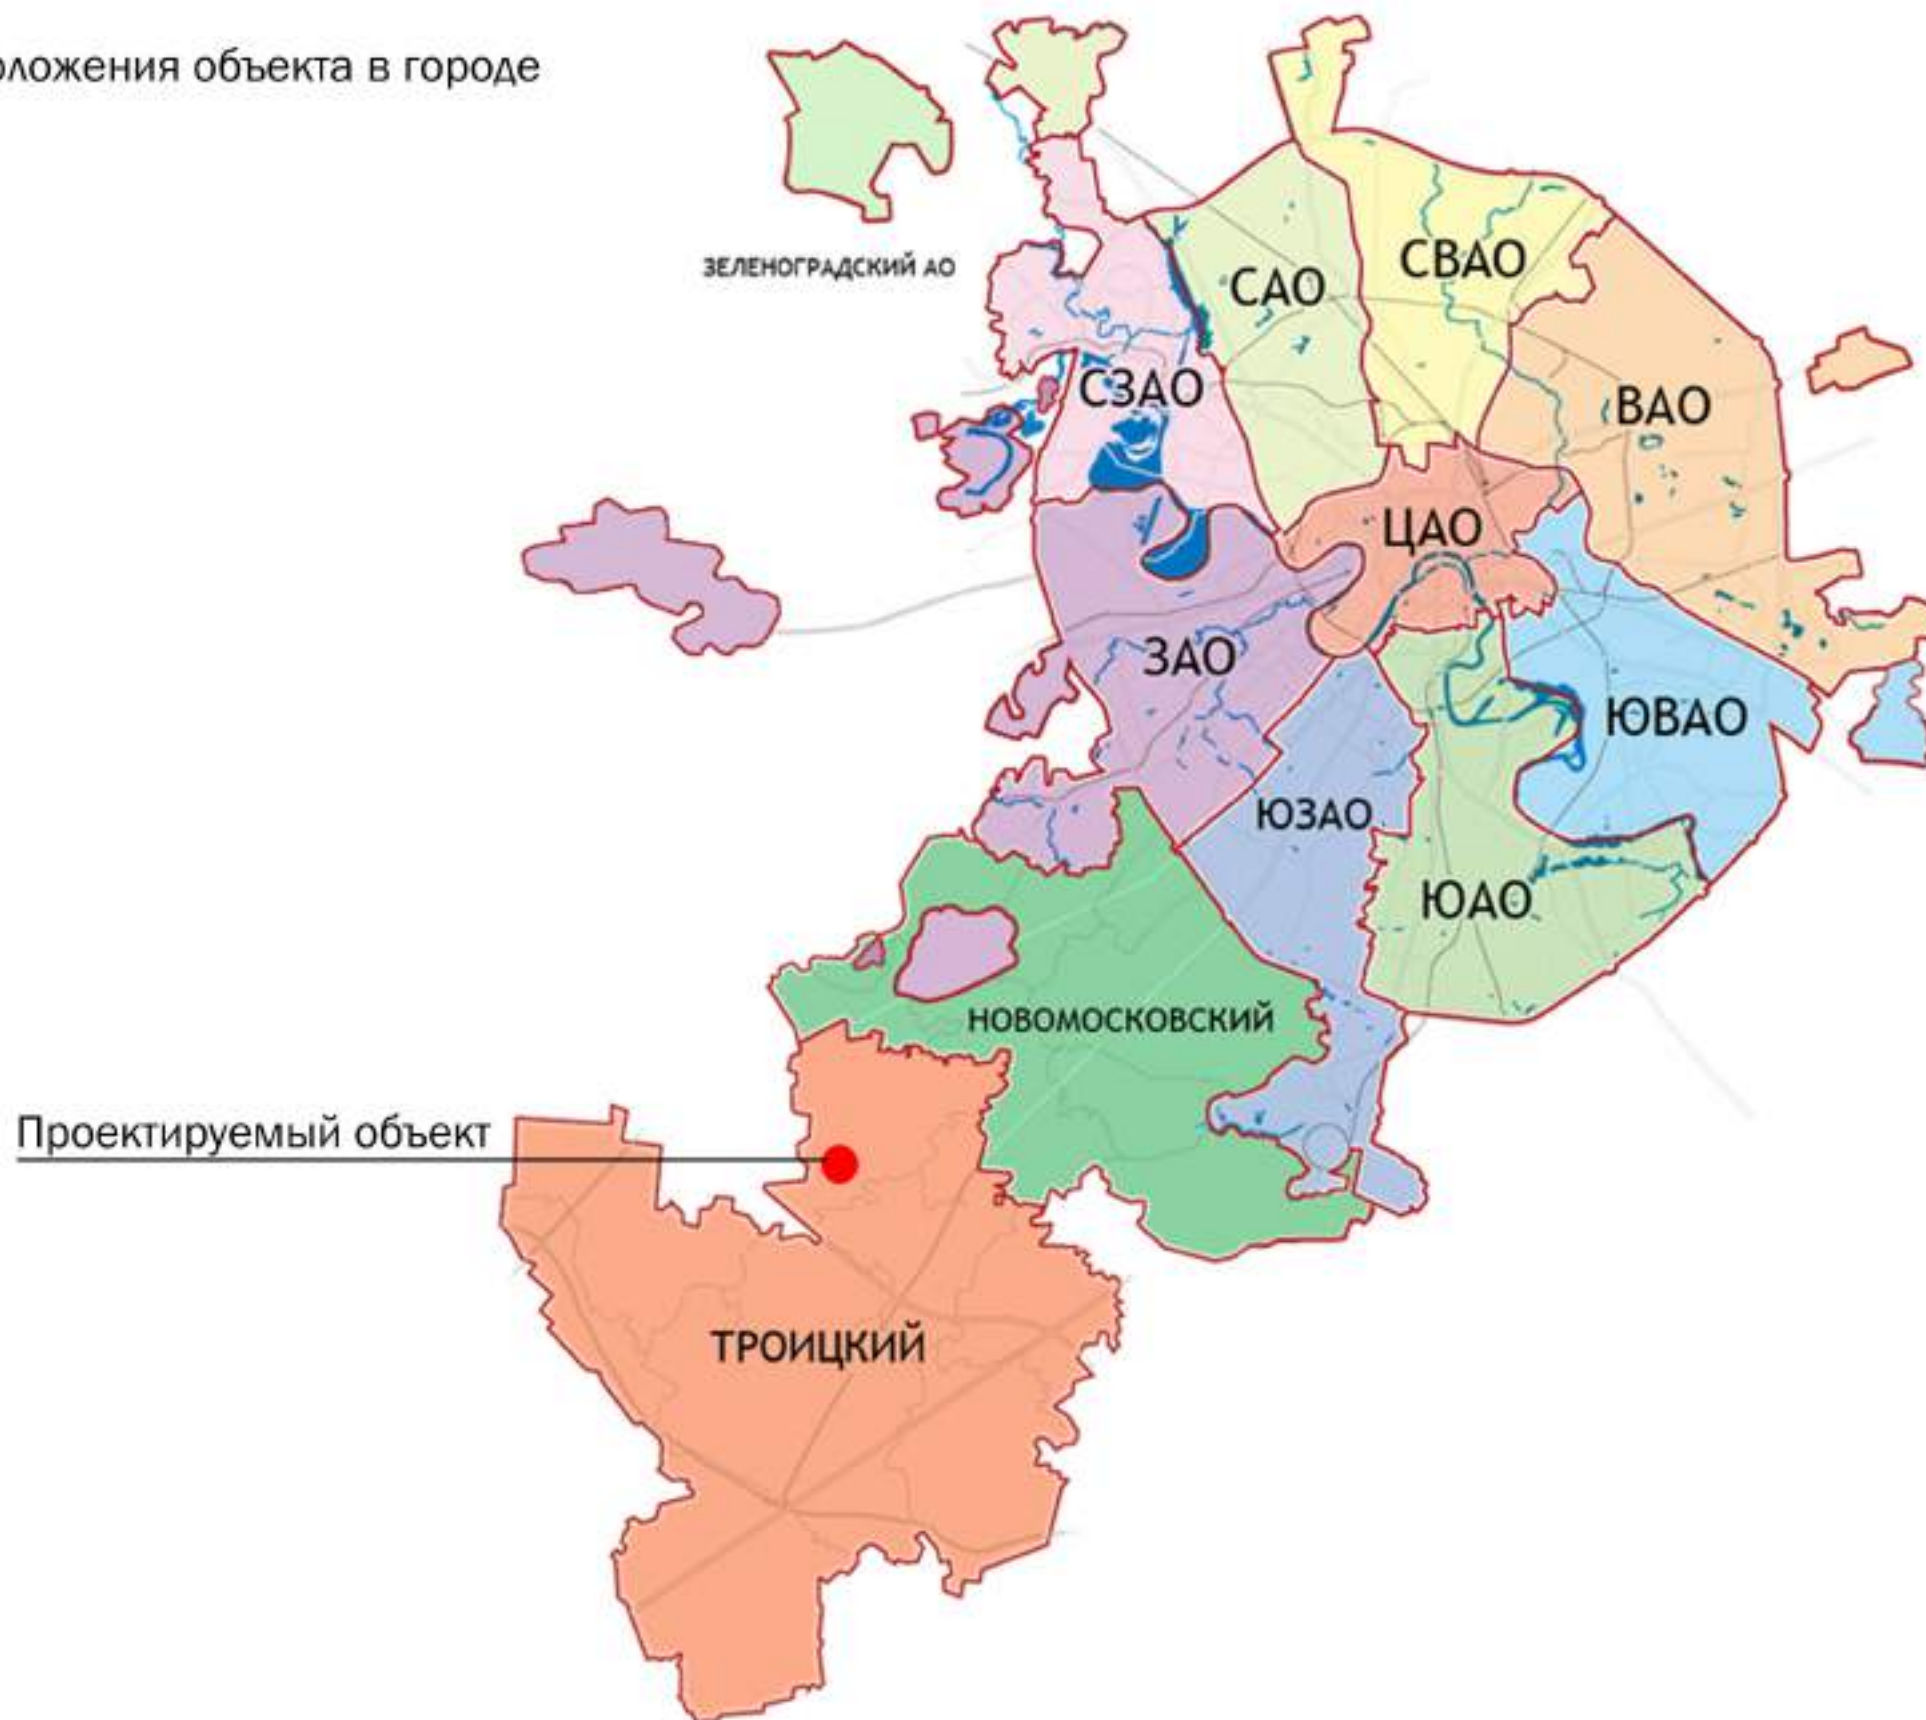 оложения объекта в городе
ЗЕЛЕНОГРАДСКИЙ АО
САО
СВАО
СЗАО
ВАО
ЦАО
ЗАО
ЮВАО
ЮЗАО
ЮАО
НОВОМОСКОВСКИЙ
Проектируемый объект
ТРОИЦКИЙ